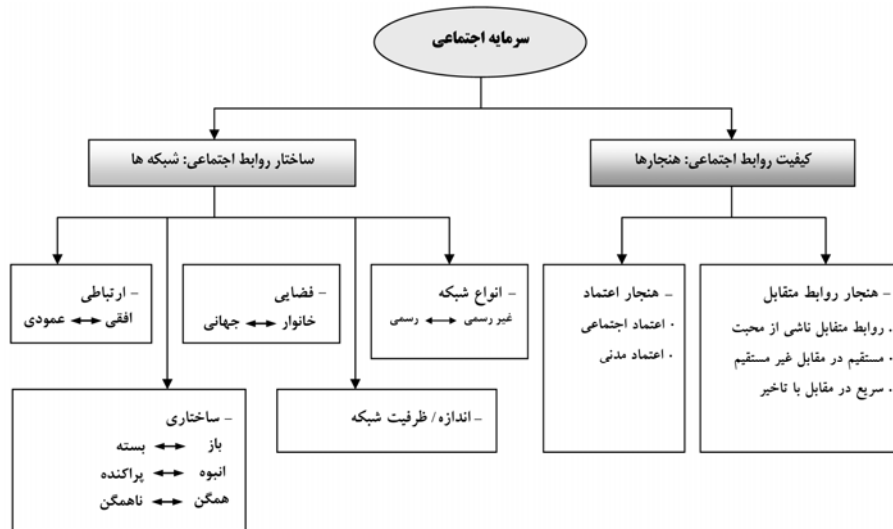 سرمایه اجتماعی
کیفیت روابط اجتماعی: هنجارها
ساختار روابط اجتماعی: شبکه ها
- هنجار روابط متقابل
· روابط متقابل ناشی از محبت
· مستقیم در مقابل غیر مستقیم
· سریع در مقابل با تاخیر
- هنجار اعتماد
· اعتماد اجتماعی
· اعتماد مدنی
- انواع شبکه
غیر رسمی ↔ رسمی
- فضایی
خانوار ↔ جهانی
- ارتباطی
افقی ↔ عمودی
- اندازه / ظرفیت شبکه
- ساختاری
باز ↔ بسته
انبوه ↔ پراکنده
همگن ↔ ناهمگن